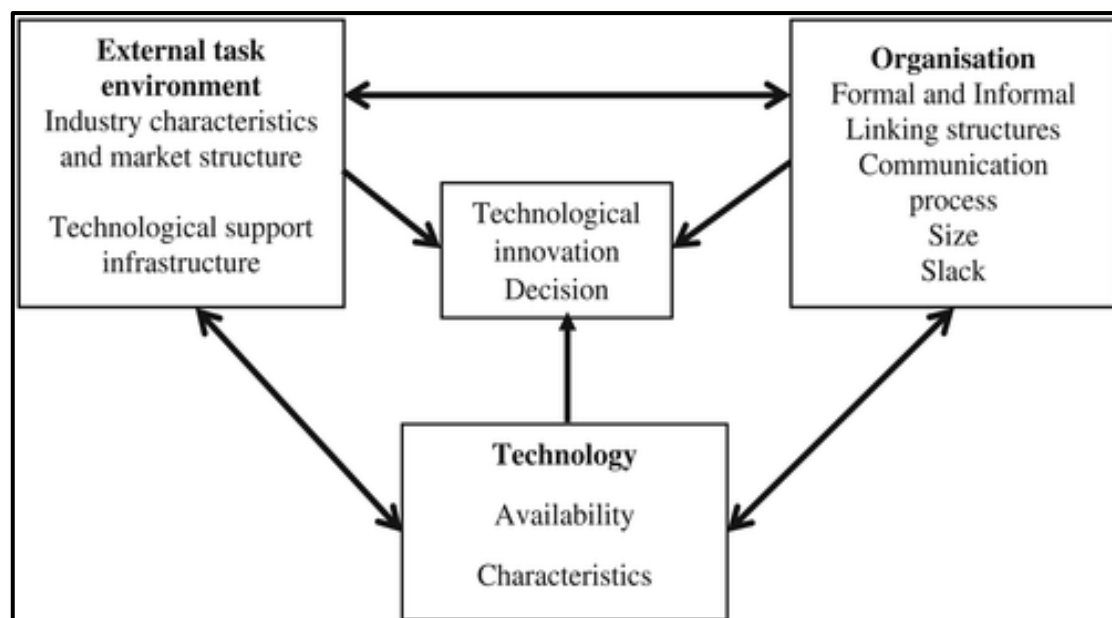 External task
environment
Industry characteristics
and market structure
Technological support
infrastructure
Organisation
Formal and Informal
Linking structures
Communication
process
Size
Slack
Technological
innovation
Decision
Technology
Availability
Characteristics